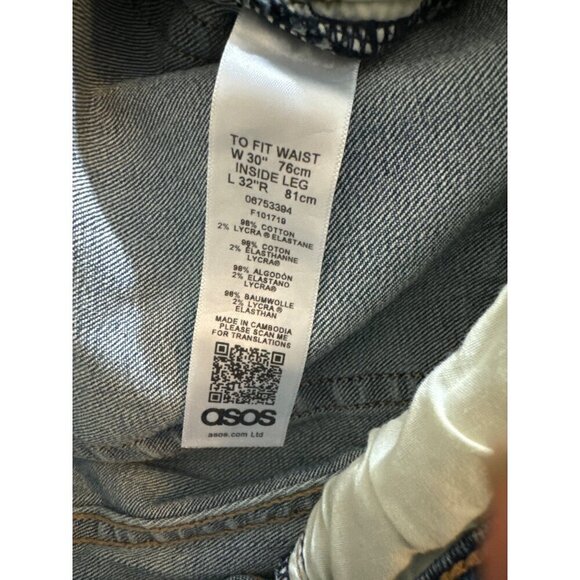 TO FIT WAIST
W 30" 76cm
INSIDE LEG
L 32"R 81cm
06753394
F101719
98% COTTON
2% LYCRA® ELASTANE
98% COTON
2% ELASTHANNE
LYCRA®
98% ALGODÓN
2% ELASTANO
LYCRA®
98% BAUMWOLLE
2% LYCRA®
ELASTHAN
MADE IN CAMBODIA
PLEASE SCAN ME
FOR TRANSLATIONS
asos
asos.com Ltd